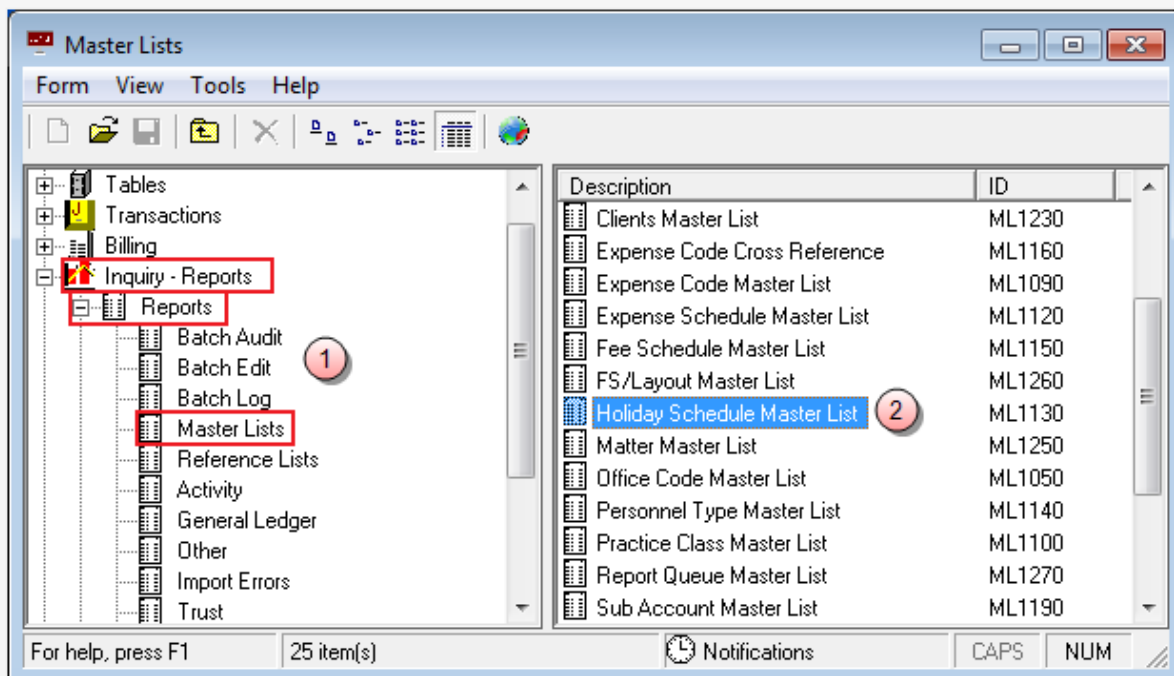 Master Lists
Form View Tools Help
Tables
Transactions
Billing
Inquiry - Reports
Reports
Batch Audit
Batch Edit
Batch Log
Master Lists
Reference Lists
Activity
General Ledger
Other
Import Errors
Trust
1
Description ID
Clients Master List ML1230
Expense Code Cross Reference ML1160
Expense Code Master List ML1090
Expense Schedule Master List ML1120
Fee Schedule Master List ML1150
FS/Layout Master List ML1260
Holiday Schedule Master List 2 ML1130
Matter Master List ML1250
Office Code Master List ML1050
Personnel Type Master List ML1140
Practice Class Master List ML1100
Report Queue Master List ML1270
Sub Account Master List ML1190
For help, press F1 25 item(s) Notifications CAPS NUM